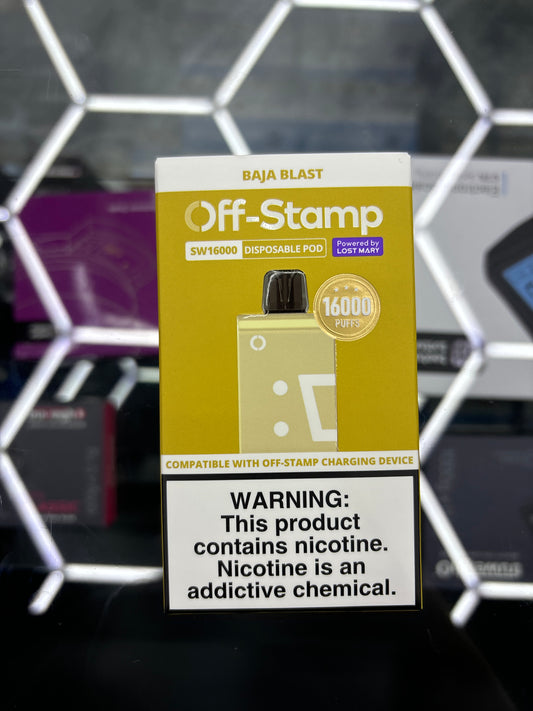 BAJA BLAST
Off-Stamp
SW16000 DISPOSABLE POD Powered by LOST MARY
16000
PUFFS
COMPATIBLE WITH OFF-STAMP CHARGING DEVICE
WARNING:
This product
contains nicotine.
Nicotine is an
addictive chemical.